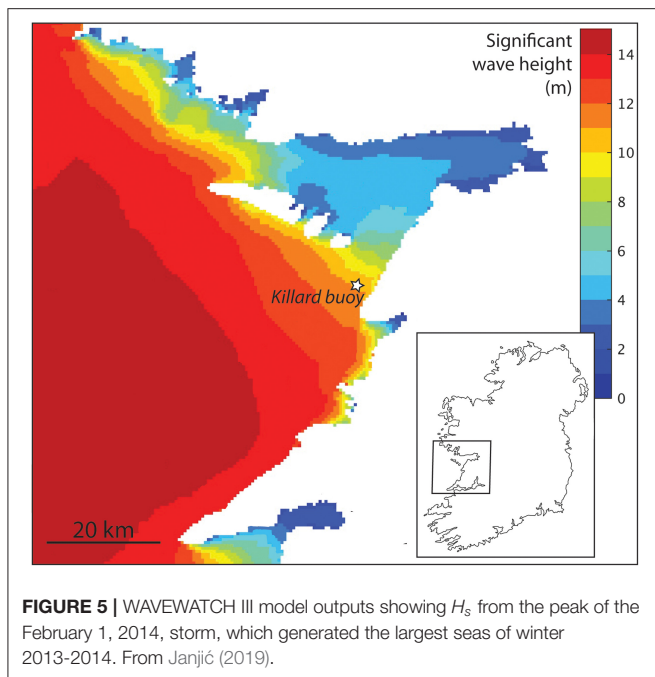 Significant
wave height
(m)
14
12
10
8
6
4
2
0
Killard buoy
20 km
FIGURE 5 | WAVEWATCH III model outputs showing Hs from the peak of the
February 1, 2014, storm, which generated the largest seas of winter
2013-2014. From Janjić (2019).